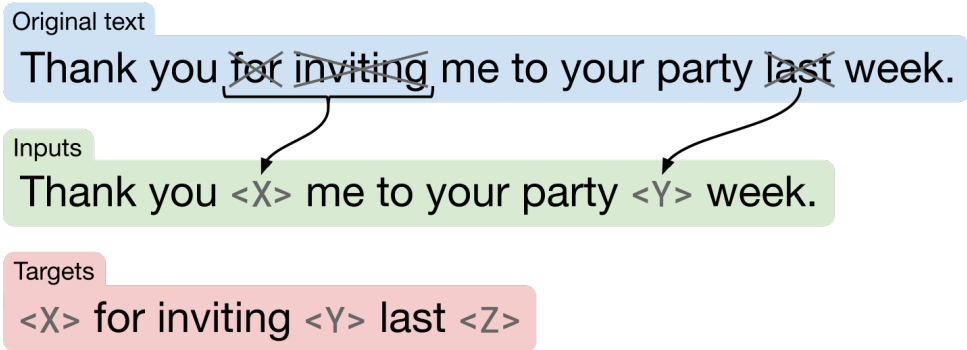 Original text
Thank you for inviting me to your party last week.
Inputs
Thank you <X> me to your party <Y> week.
Targets
<X> for inviting <Y> last <Z>